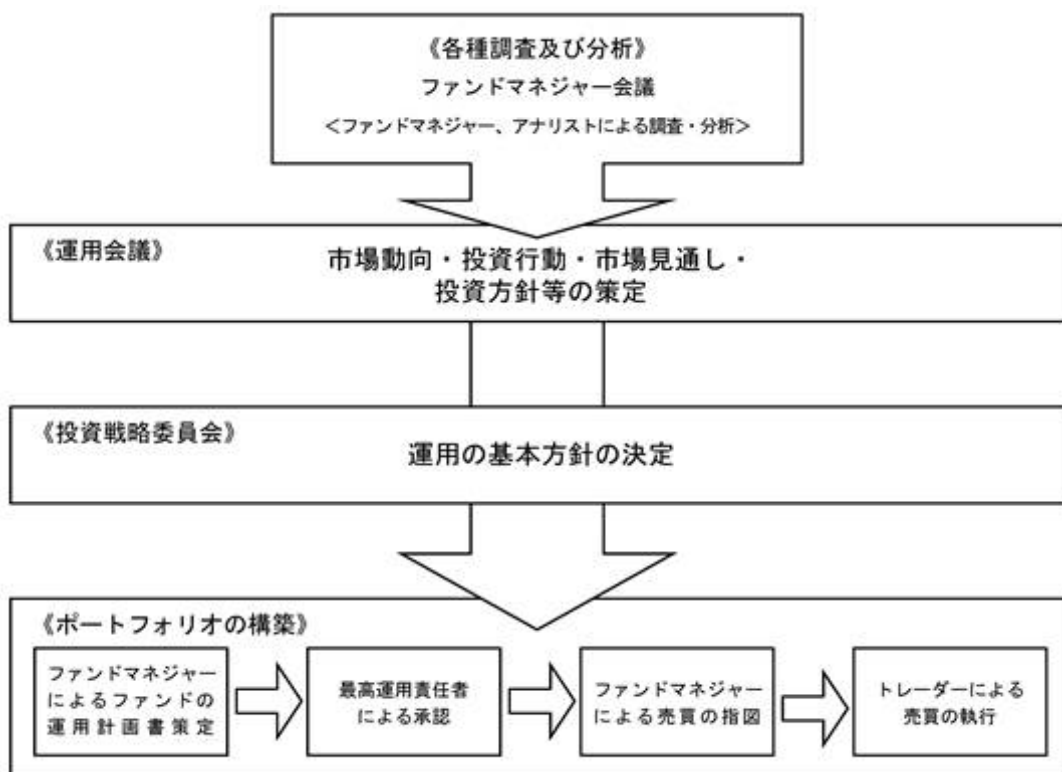 《各種調査及び分析》
ファンドマネジャー会議
<ファンドマネジャー、アナリストによる調査・分析>
《運用会議》
市場動向・投資行動・市場見通し・
投資方針等の策定
《投資戦略委員会》
運用の基本方針の決定
《ポートフォリオの構築》
ファンドマネジャー
によるファンドの
運用計画書策定
最高運用責任者
による承認
ファンドマネジャー
による売買の指図
トレーダーによる
売買の執行